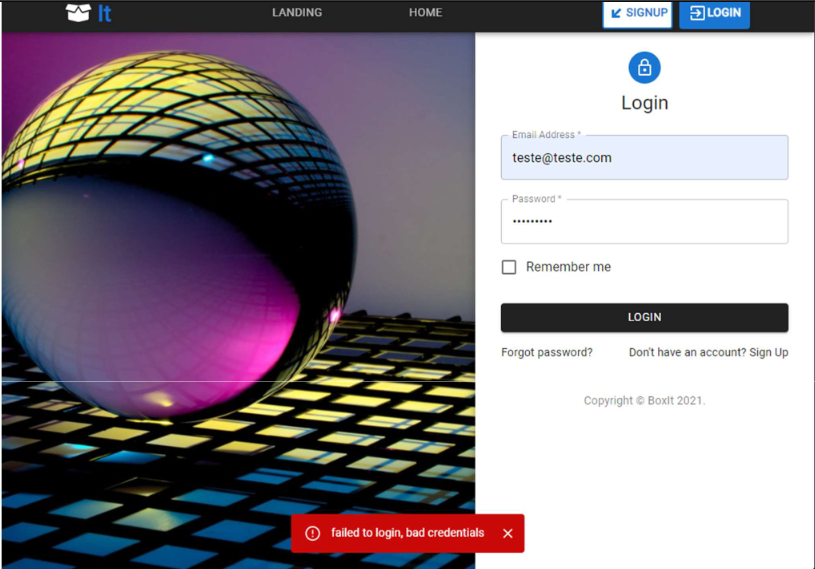 It
LANDING
HOME
SIGNUP
LOGIN
Login
Email Address *
teste@teste.com
Password *
•••••••••
Remember me
LOGIN
Forgot password?
Don't have an account? Sign Up
Copyright © BoxIt 2021.
failed to login, bad credentials